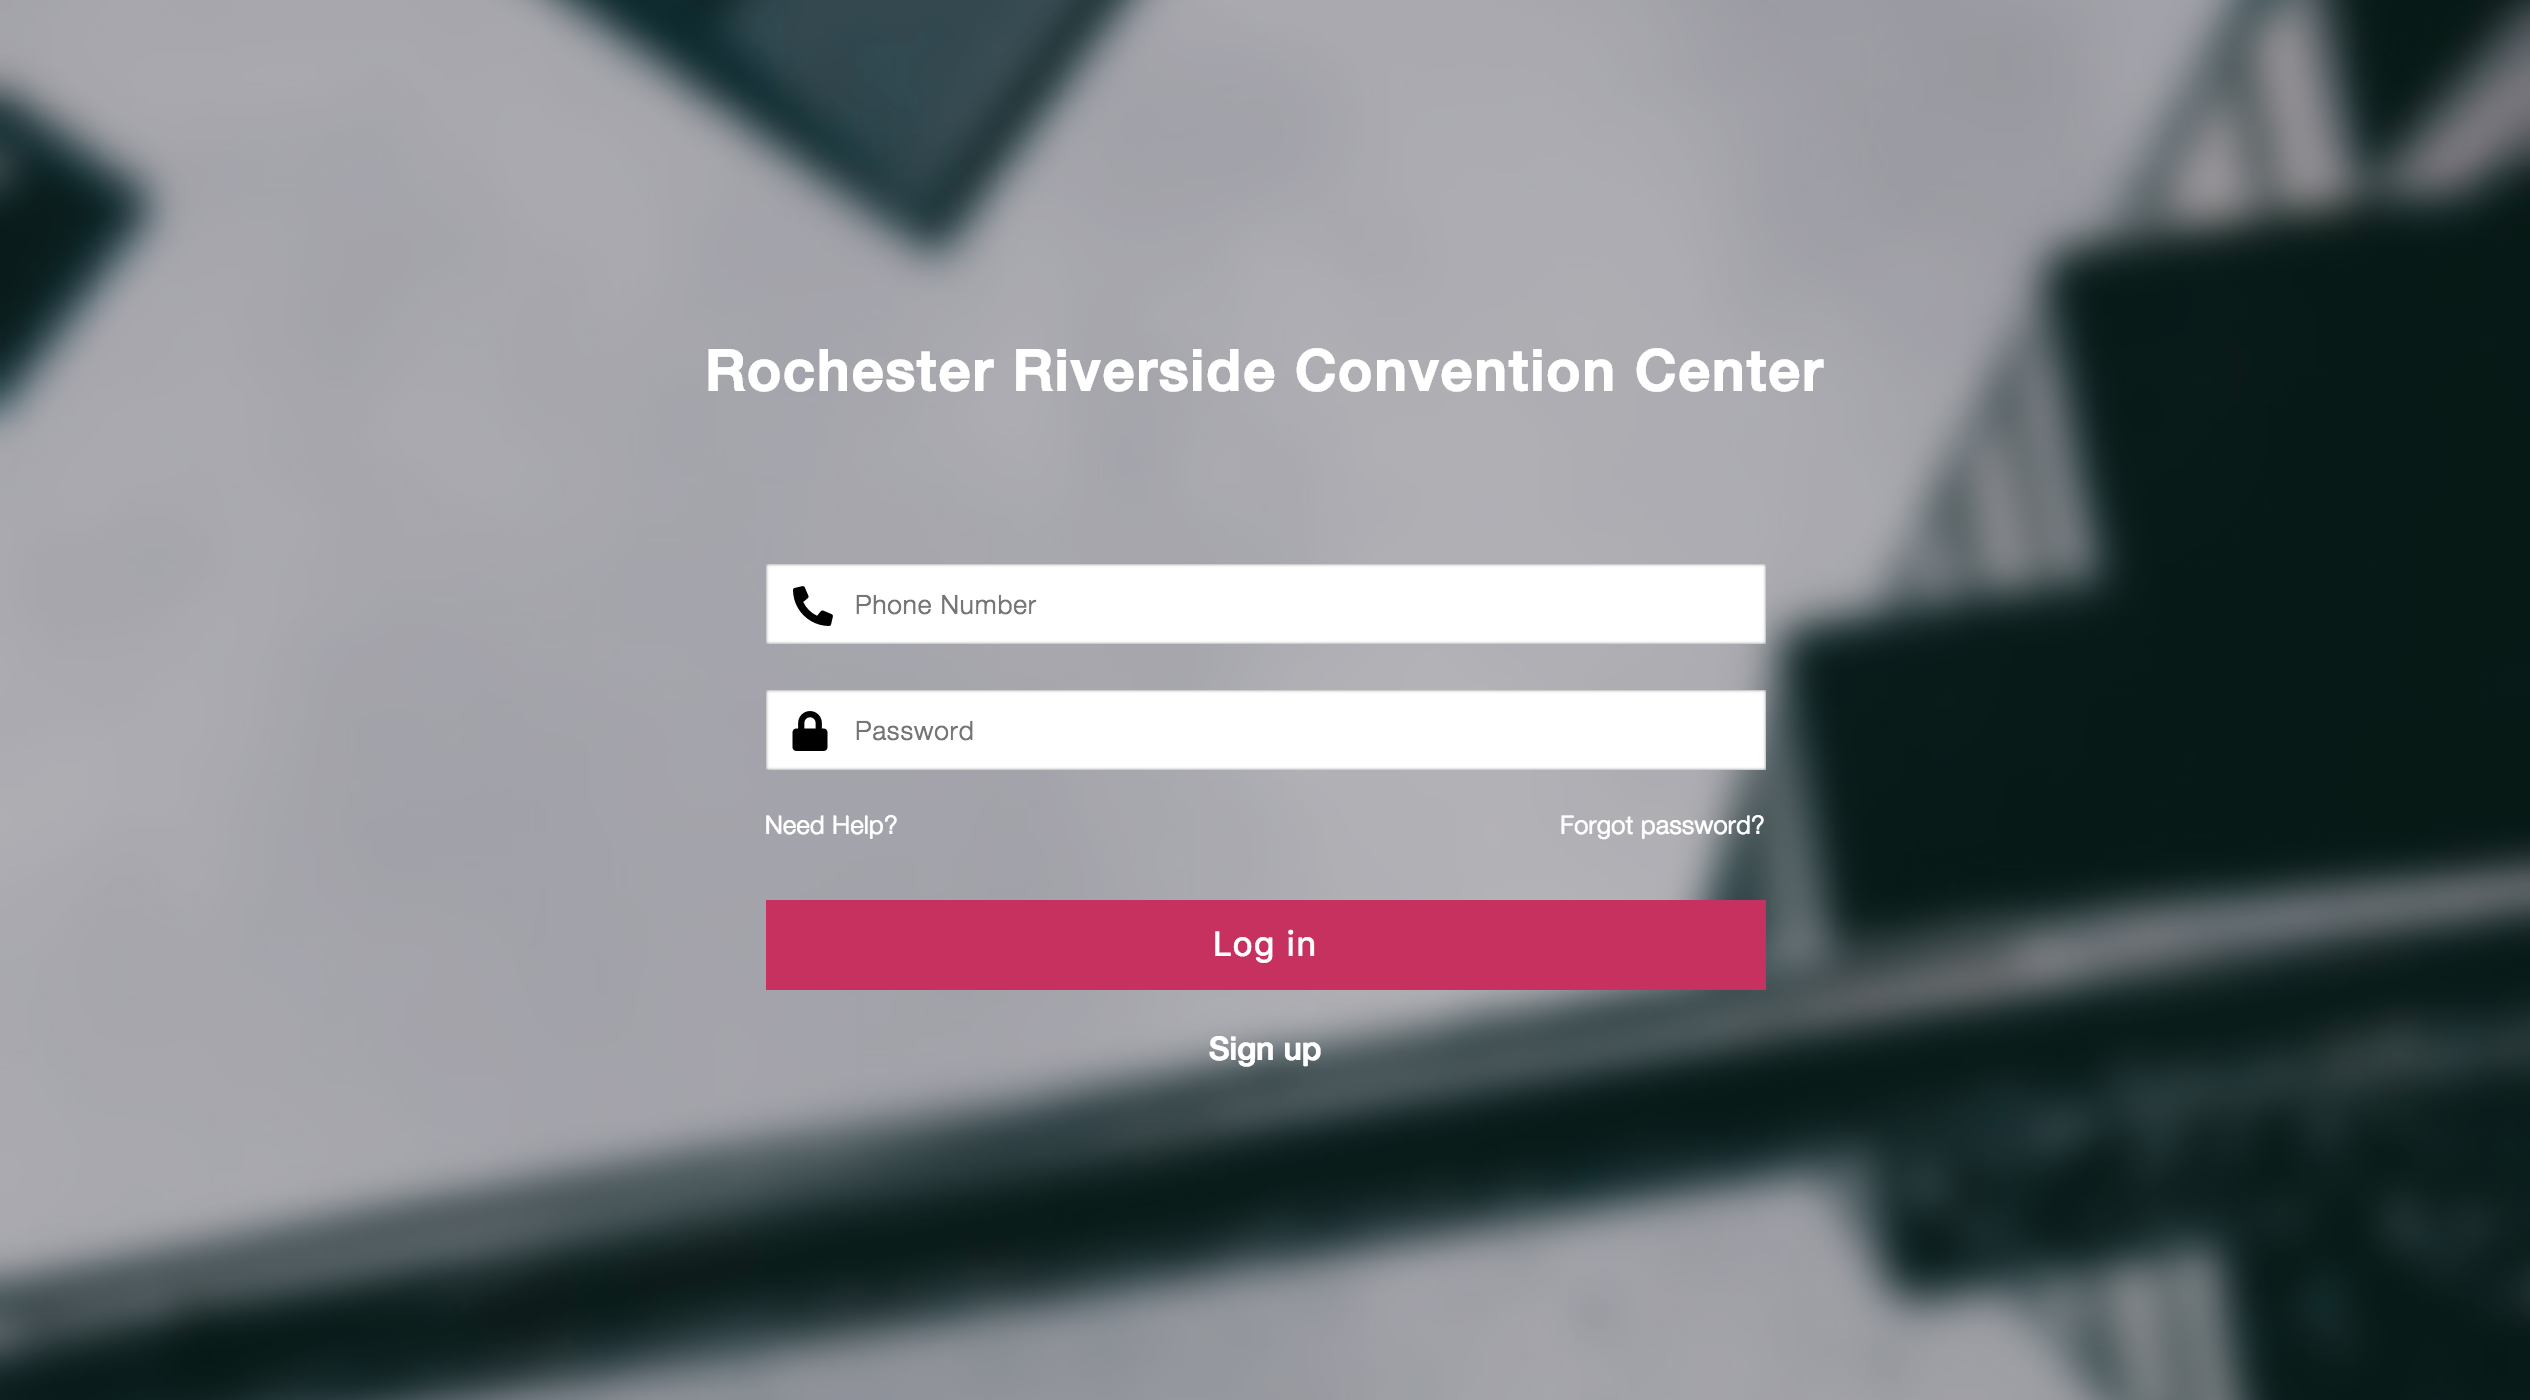 Rochester Riverside Convention Center
Phone Number
Password
Need Help? Forgot password?
Log in
Sign up